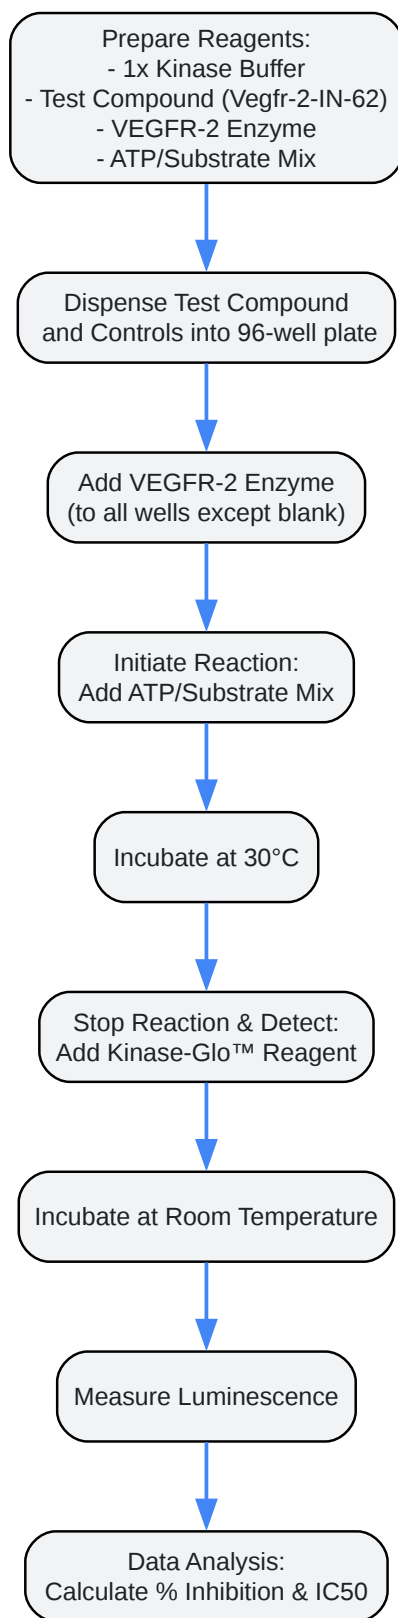 Prepare Reagents:
- 1x Kinase Buffer
- Test Compound (Vegfr-2-IN-62)
- VEGFR-2 Enzyme
- ATP/Substrate Mix
Dispense Test Compound
and Controls into 96-well plate
Add VEGFR-2 Enzyme
(to all wells except blank)
Initiate Reaction:
Add ATP/Substrate Mix
Incubate at 30°C
Stop Reaction & Detect:
Add Kinase-Glo™ Reagent
Incubate at Room Temperature
Measure Luminescence
Data Analysis:
Calculate % Inhibition & IC50